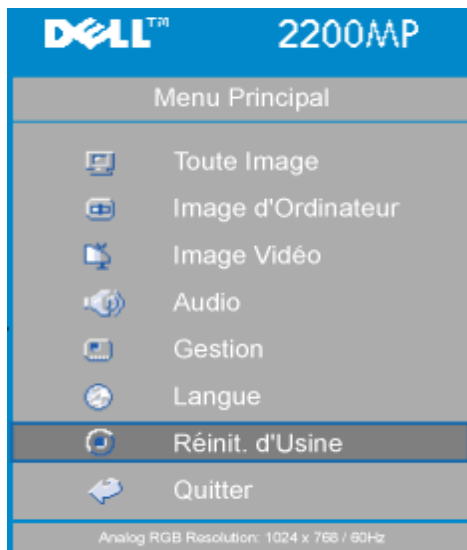 DELL™ 2200MP
Menu Principal
Toute Image
Image d'Ordinateur
Image Vidéo
Audio
Gestion
Langue
Réinit. d'Usine
Quitter
Analog RGB Resolution: 1024 x 768 / 60Hz